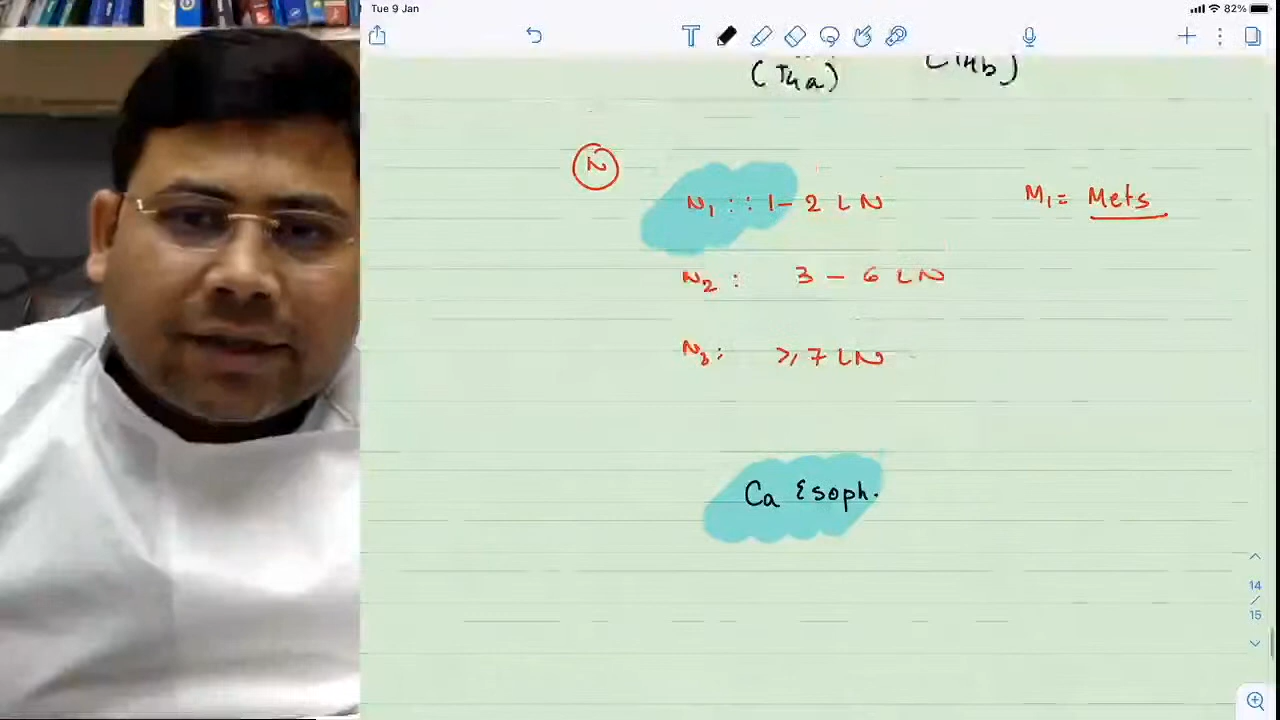 Tue 9 Jan
82%
(T4a)
N
N1 : : 1 - 2 LN
M1 = Mets
N2 : 3 - 6 LN
N3 : ≥ 7 LN
Ca Esoph.
14
/
15